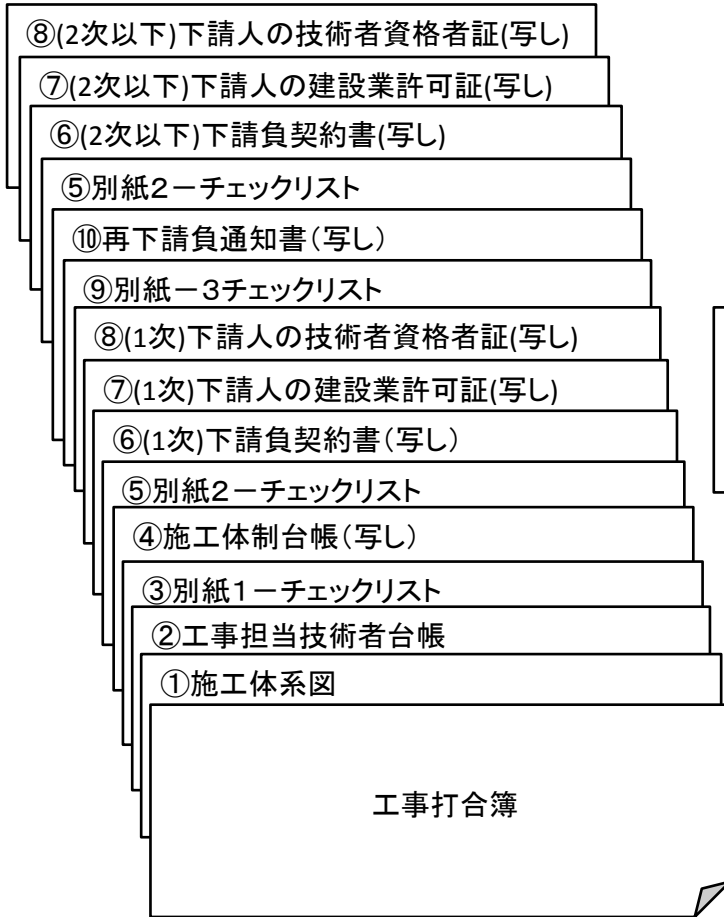 ⑧(2次以下)下請人の技術者資格者証(写し)
⑦(2次以下)下請人の建設業許可証(写し)
⑥(2次以下)下請負契約書(写し)
⑤別紙2－チェックリスト
⑩再下請負通知書（写し）
⑨別紙－3チェックリスト
⑧(1次)下請人の技術者資格者証(写し)
⑦(1次)下請人の建設業許可証(写し)
⑥(1次)下請負契約書（写し）
⑤別紙２－チェックリスト
④施工体制台帳（写し）
③別紙１－チェックリスト
②工事担当技術者台帳
①施工体系図
工事打合簿